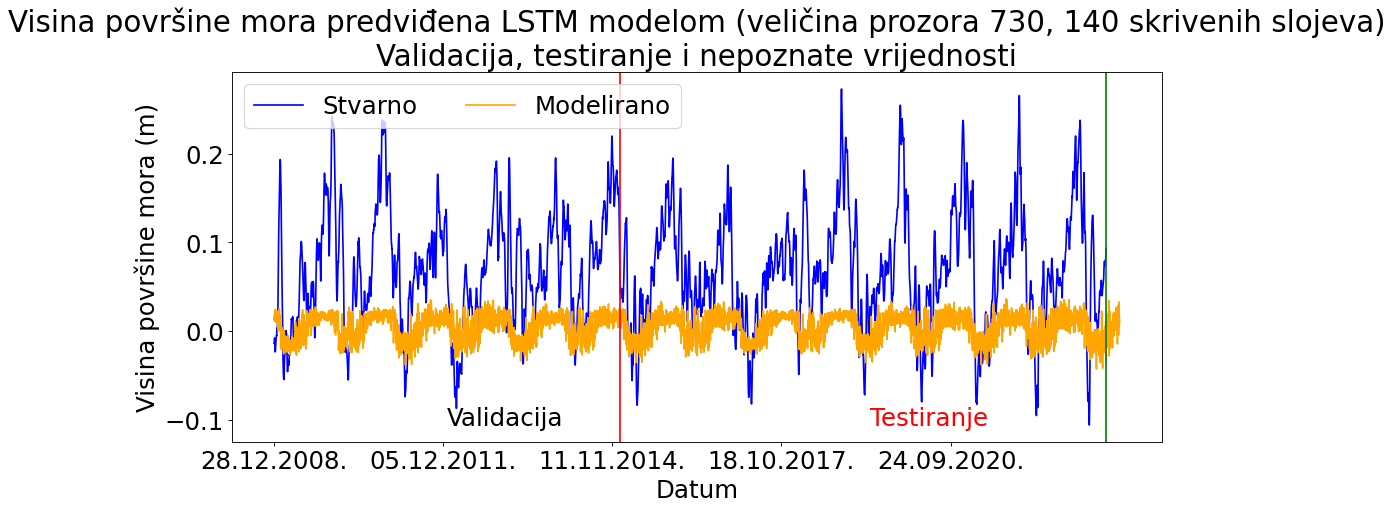 Visina površine mora predviđena LSTM modelom (veličina prozora 730, 140 skrivenih slojeva)
Validacija, testiranje i nepoznate vrijednosti
Stvarno Modelirano
Visina površine mora (m)
0.2
0.1
0.0
−0.1
Validacija Testiranje
28.12.2008. 05.12.2011. 11.11.2014. 18.10.2017. 24.09.2020.
Datum